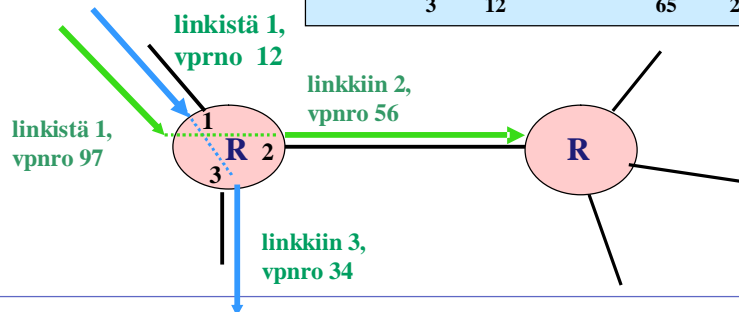 3 12 65 2
linkistä 1,
vprno 12
linkkiin 2,
vpnro 56
linkistä 1,
vpnro 97
1
R 2
3
R
linkkiin 3,
vpnro 34